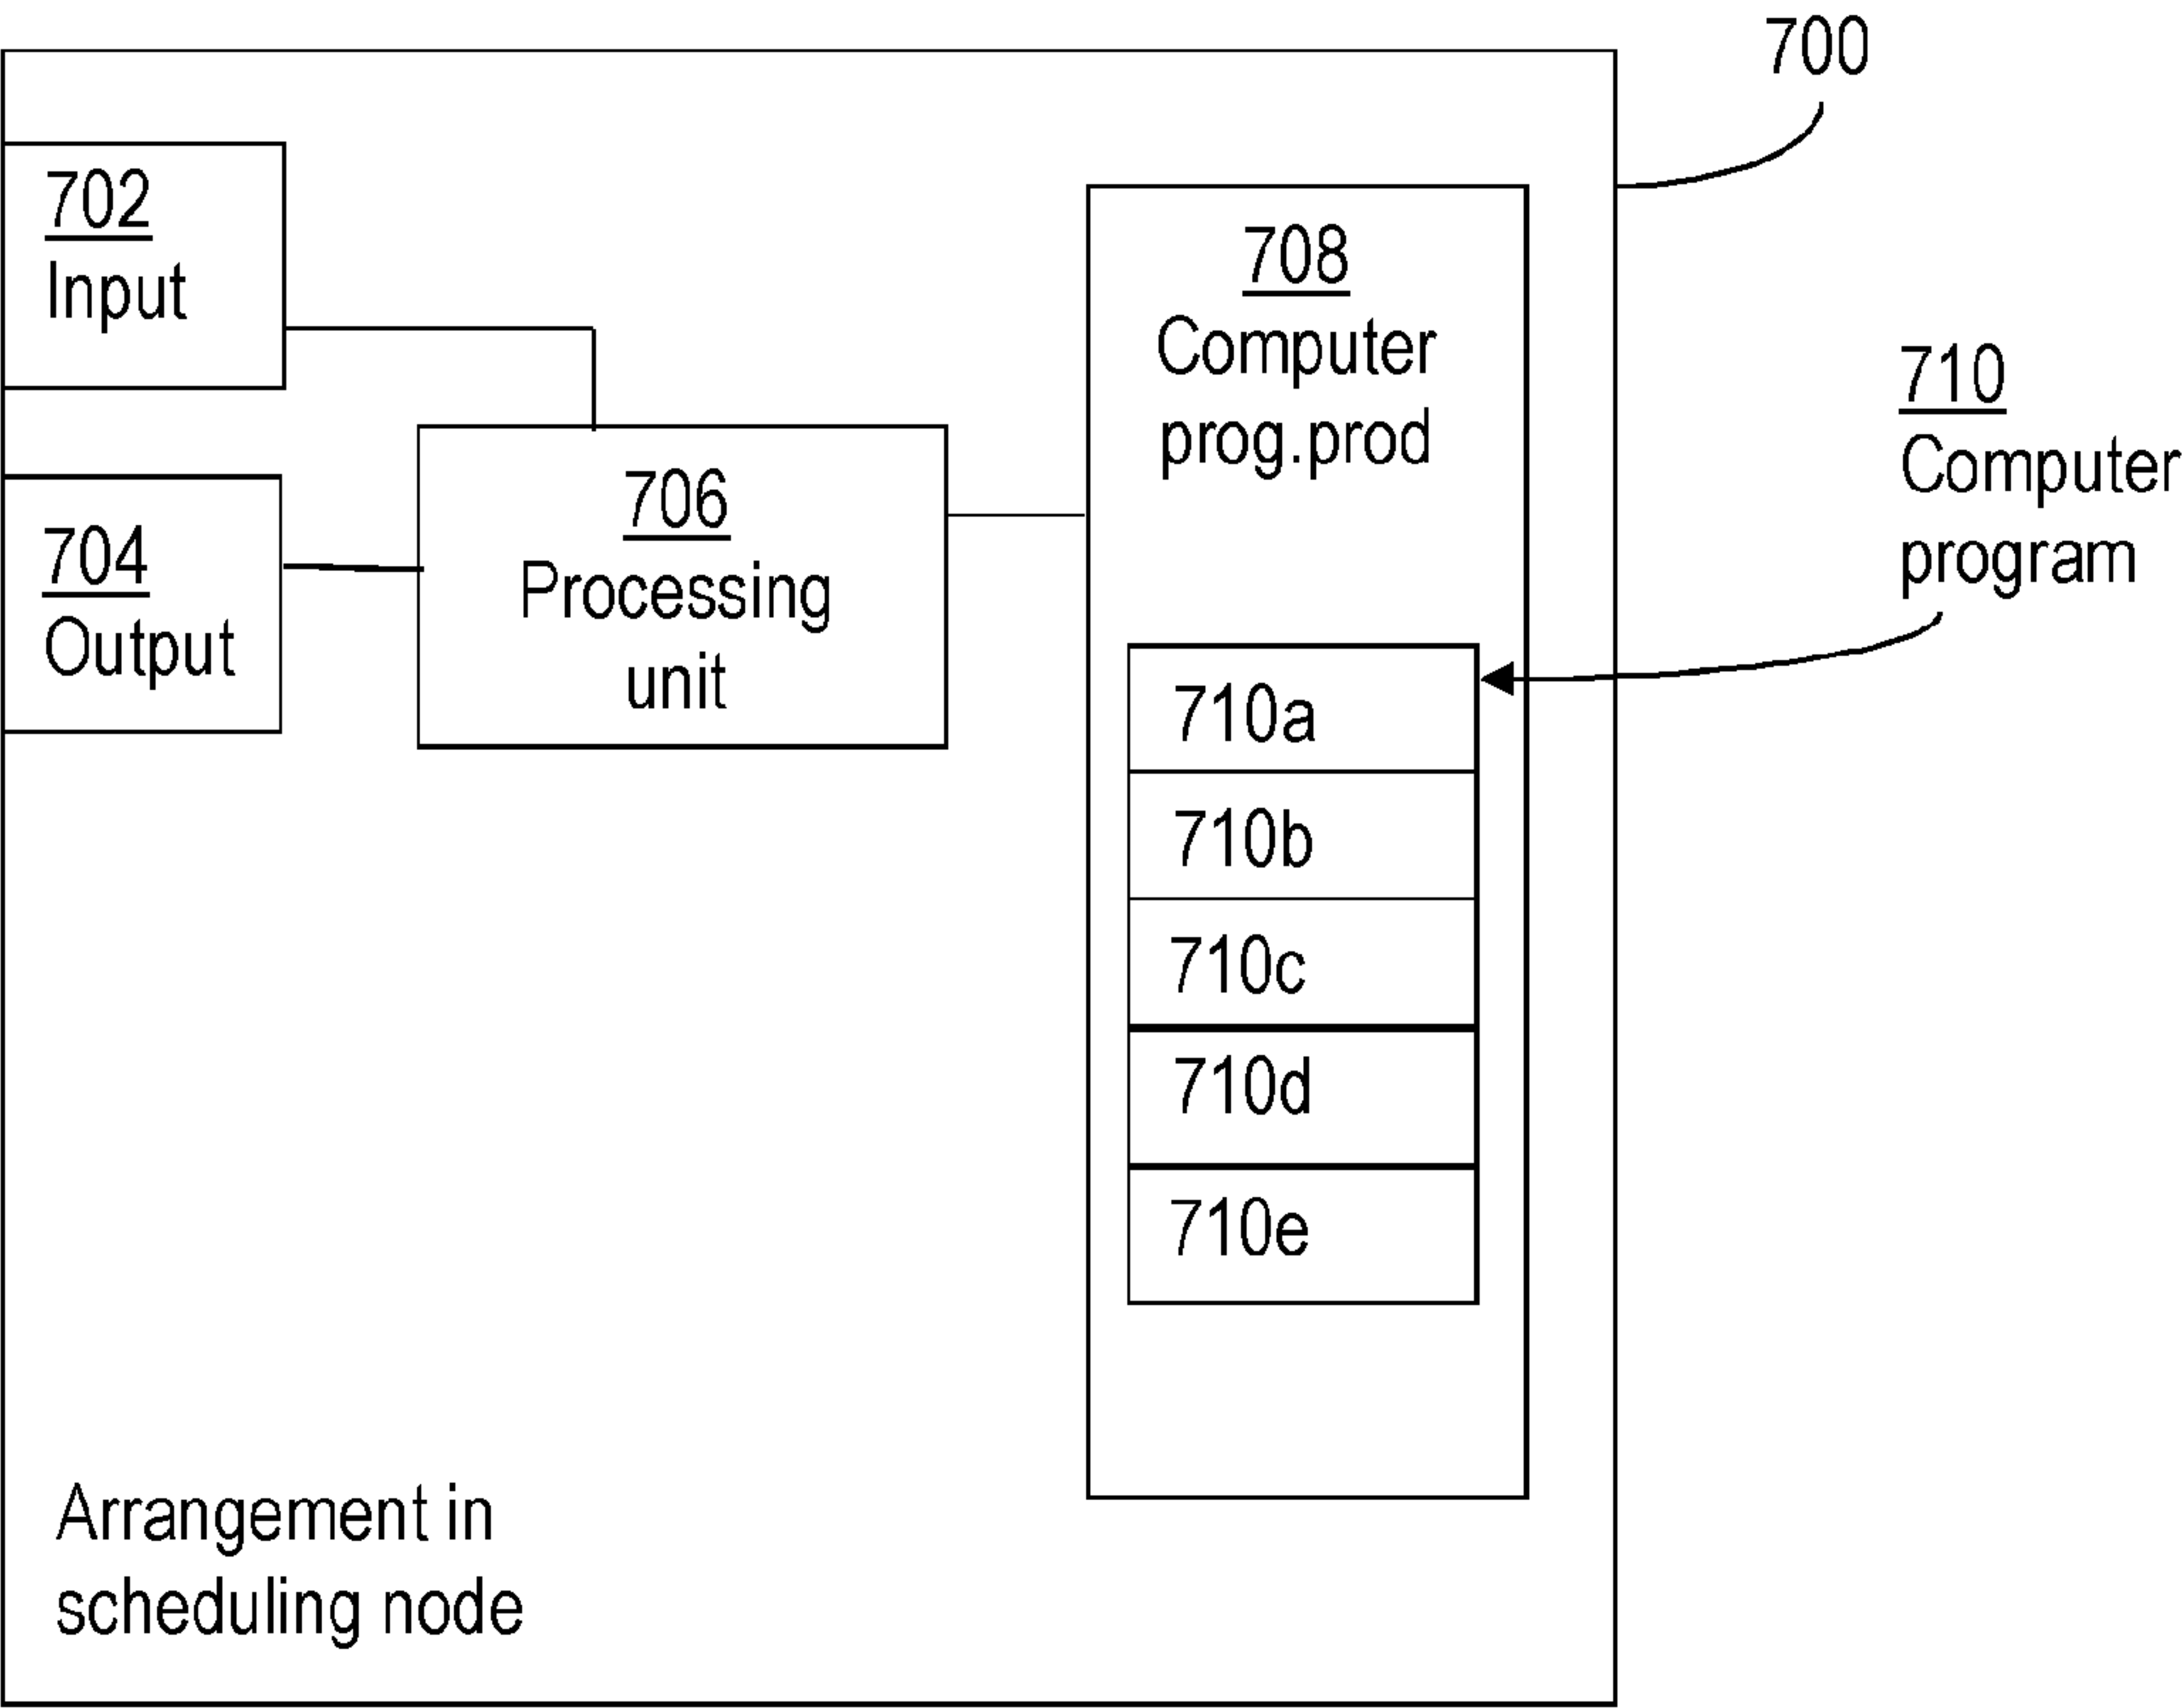 700
702
Input
704
Output
706
Processing
unit
708
Computer
prog.prod
710
Computer
program
710a
710b
710c
710d
710e
Arrangement in
scheduling node